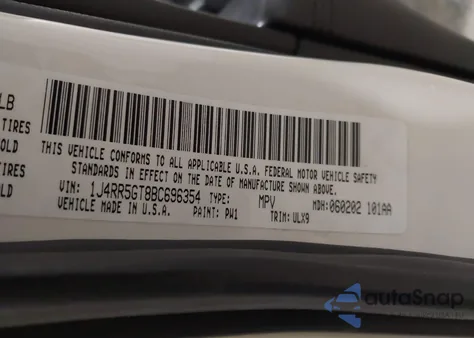 LB
TIRES
OLD
TIRES
OLD
THIS VEHICLE CONFORMS TO ALL APPLICABLE U.S.A. FEDERAL MOTOR VEHICLE SAFETY
STANDARDS IN EFFECT ON THE DATE OF MANUFACTURE SHOWN ABOVE.
VIN: 1J4RR5GT8BC696354 TYPE: MPV MDH: 060202 101AA
VEHICLE MADE IN U.S.A. PAINT: PW1 TRIM: ULX9
autoSnap